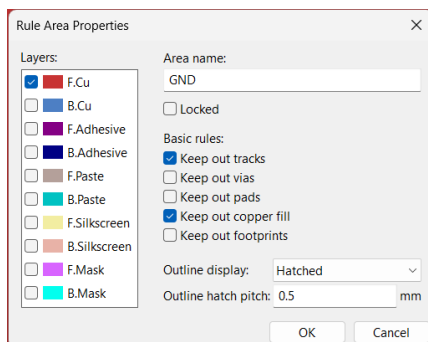 Rule Area Properties
Layers:
F.Cu
B.Cu
F.Adhesive
B.Adhesive
F.Paste
B.Paste
F.Silkscreen
B.Silkscreen
F.Mask
B.Mask
Area name:
GND
Locked
Basic rules:
Keep out tracks
Keep out vias
Keep out pads
Keep out copper fill
Keep out footprints
Outline display: Hatched
Outline hatch pitch: 0.5 mm
OK Cancel